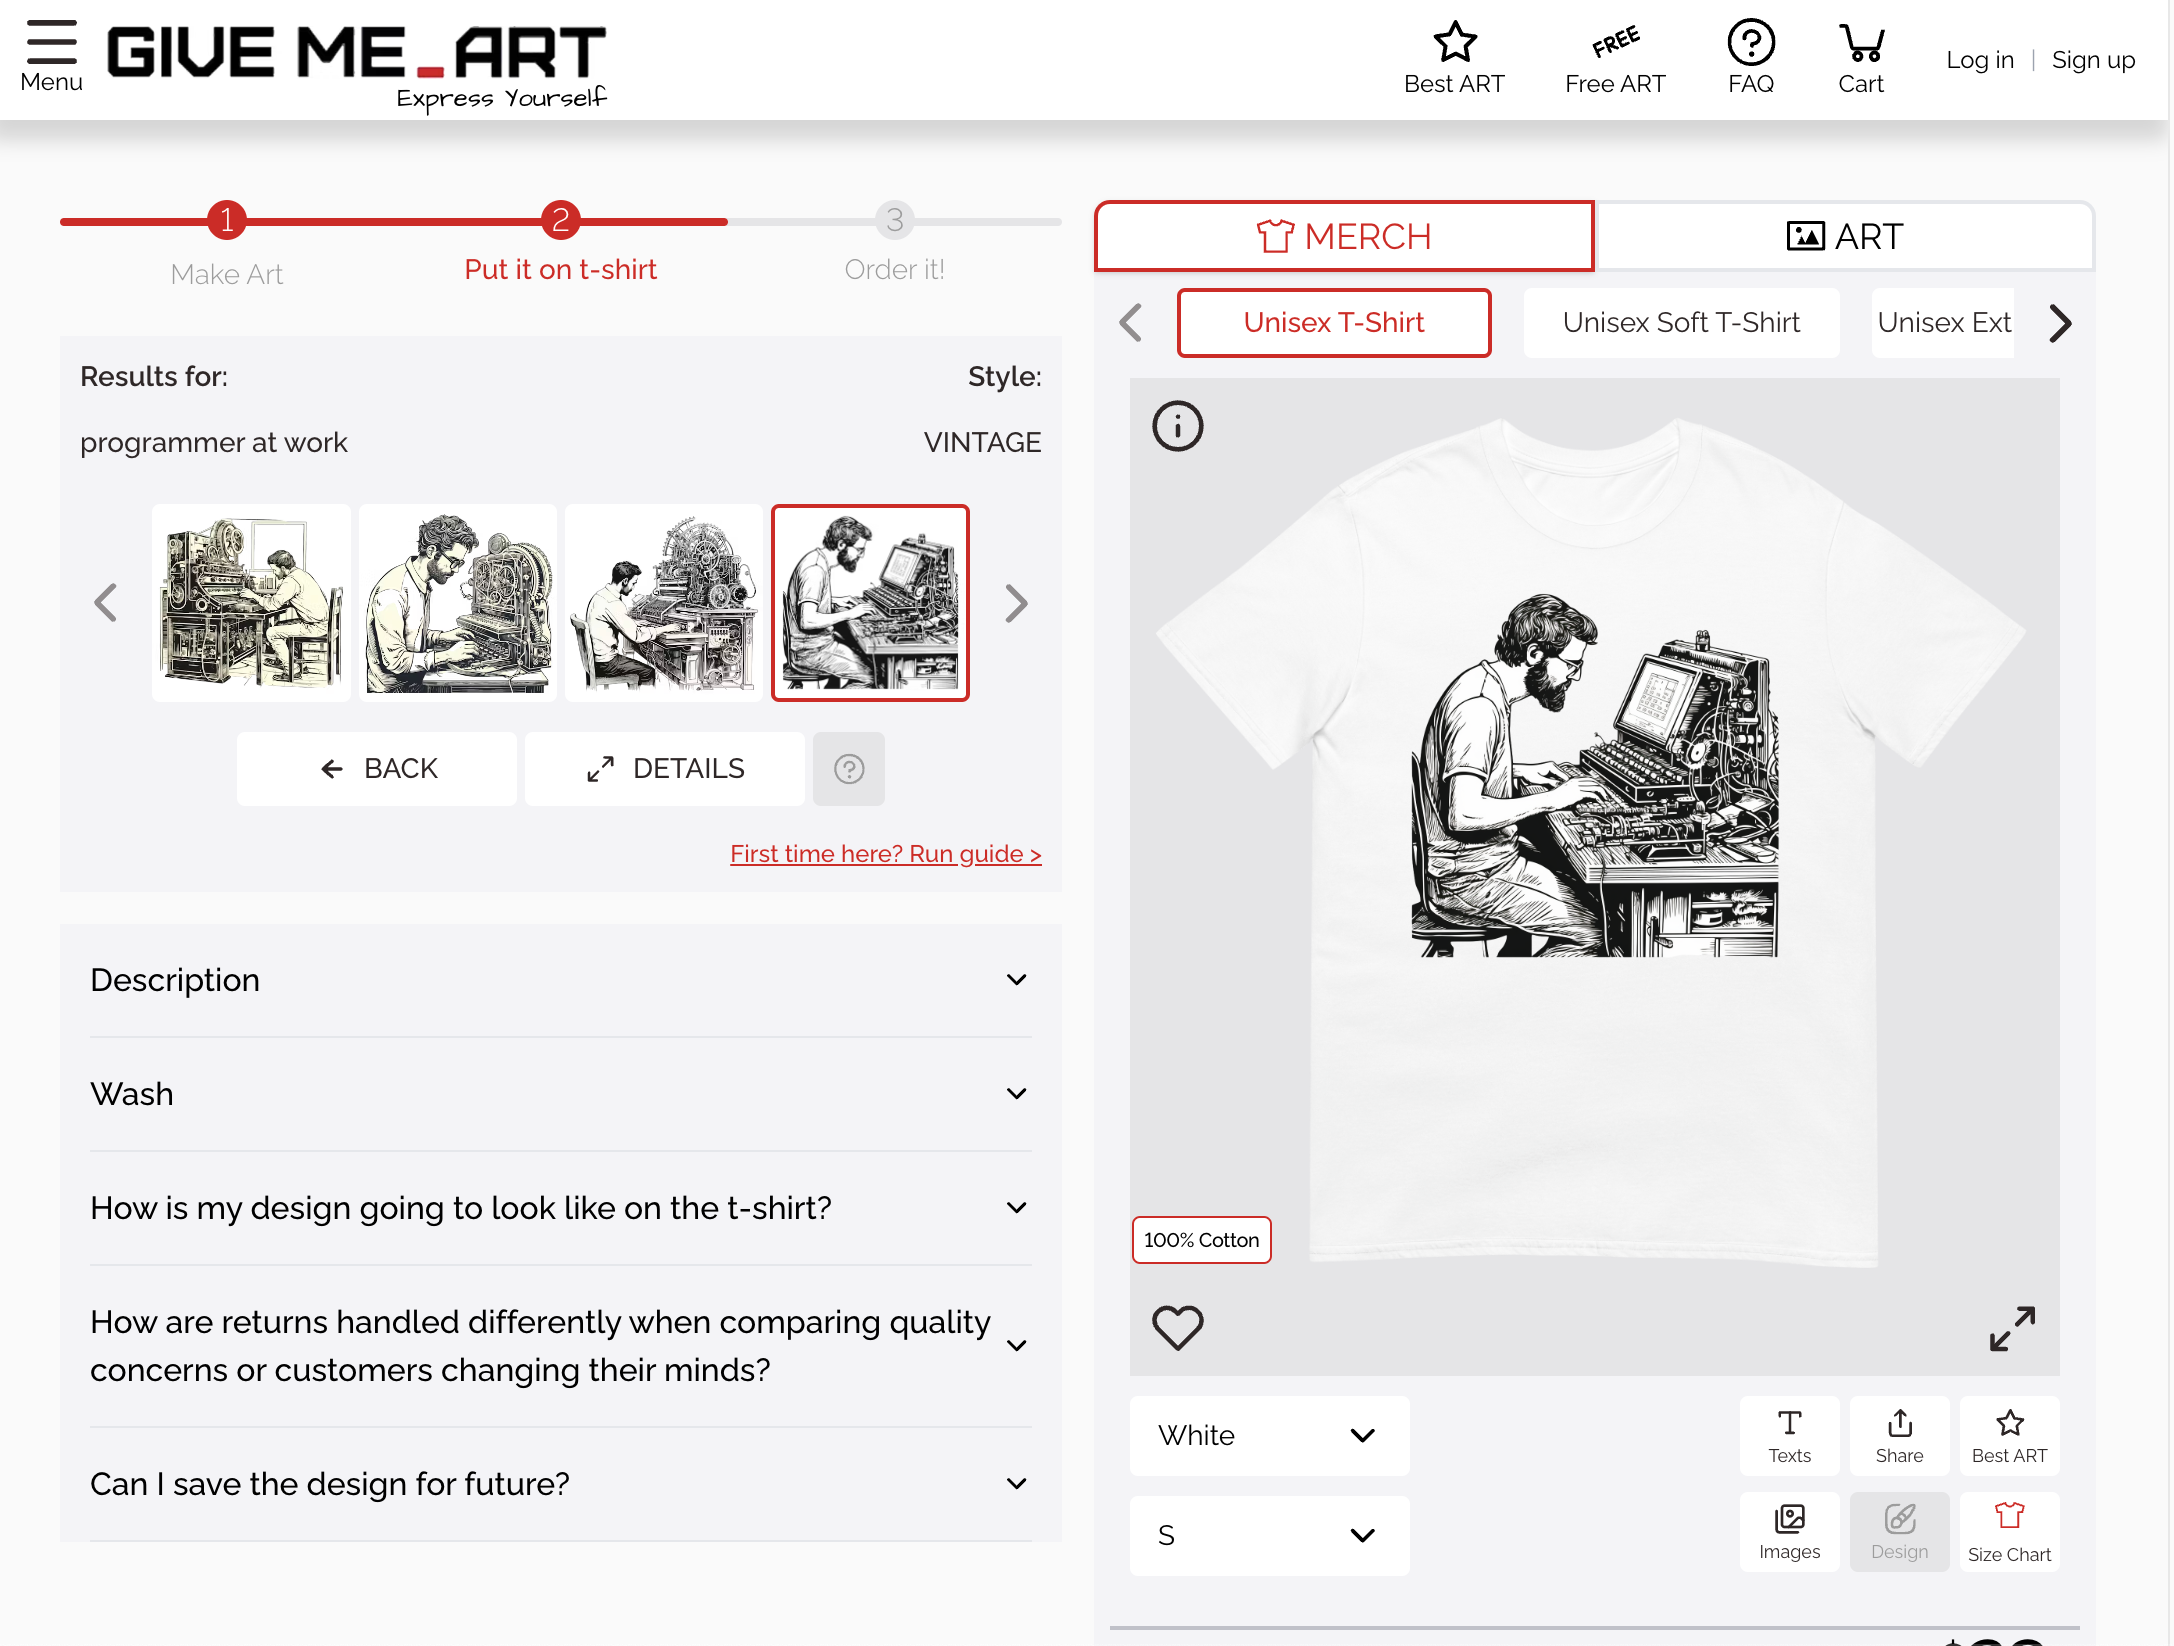 Menu
GIVE ME_ART
Express Yourself
Best ART
FREE
Free ART
FAQ
Cart
Log in | Sign up
1
2
3
Make Art
Put it on t-shirt
Order it!
Results for:
Style:
programmer at work
VINTAGE
BACK
DETAILS
First time here? Run guide >
Description
Wash
How is my design going to look like on the t-shirt?
How are returns handled differently when comparing quality
concerns or customers changing their minds?
Can I save the design for future?
MERCH
ART
Unisex T-Shirt
Unisex Soft T-Shirt
Unisex Ext
100% Cotton
White
S
Texts
Share
Best ART
Images
Design
Size Chart